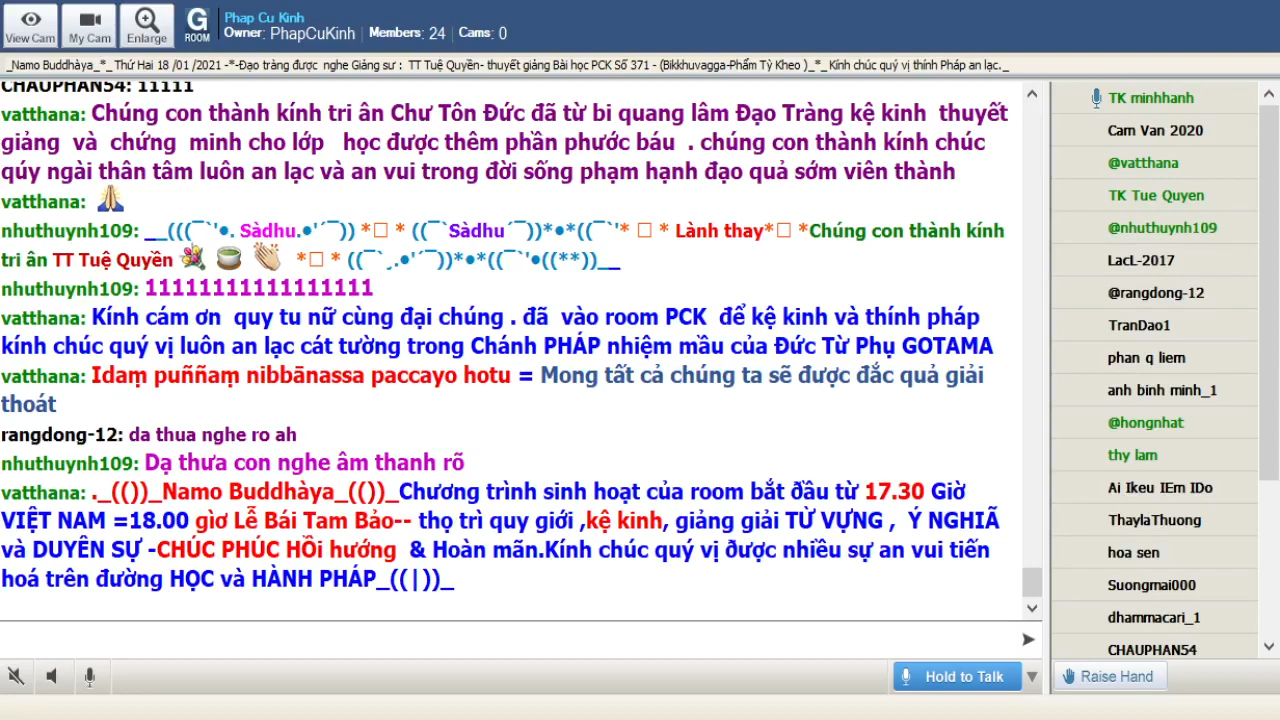 View Cam
My Cam
Enlarge
G
ROOM
Phap Cu Kinh
Owner: PhapCuKinh Members: 24 Cams: 0
_Namo Buddhàya_*_ Thứ Hai 18 /01 /2021 -*-Đạo tràng được nghe Giảng sư : TT Tuệ Quyền- thuyết giảng Bài học PCK Số 371 - (Bikkhuvagga-Phẩm Tỳ Kheo )_*_ Kính chúc quý vị thính Pháp an lạc._
CHAUPHAN54: 11111
vatthana: Chúng con thành kính tri ân Chư Tôn Đức đã từ bi quang lâm Đạo Tràng kệ kinh thuyết
giảng và chứng minh cho lớp học được thêm phần phước báu . chúng con thành kính chúc
qúy ngài thân tâm luôn an lạc và an vui trong đời sống phạm hạnh đạo quả sớm viên thành
vatthana: 🙏
nhuthuynh109: __(((¯`'•. Sàdhu.•'´¯)) *□ * ((¯`Sàdhu´¯))*•*((¯`'* □ * Lành thay*□ *Chúng con thành kính
tri ân TT Tuệ Quyền 💐 🍵 👏 *□ * ((¯`¸.•'´¯))*•*((¯`'•((**))__
nhuthuynh109: 11111111111111111
vatthana: Kính cám ơn quy tu nữ cùng đại chúng . đã vào room PCK để kệ kinh và thính pháp
kính chúc quý vị luôn an lạc cát tường trong Chánh PHÁP nhiệm mầu của Đức Từ Phụ GOTAMA
vatthana: Idaṃ puññaṃ nibbānassa paccayo hotu = Mong tất cả chúng ta sẽ được đắc quả giải
thoát
rangdong-12: da thua nghe ro ah
nhuthuynh109: Dạ thưa con nghe âm thanh rõ
vatthana: ._(())_Namo Buddhàya_(())_Chương trình sinh hoạt của room bắt ðầu từ 17.30 Giờ
VIỆT NAM =18.00 giờ Lễ Bái Tam Bảo-- thọ trì quy giới ,kệ kinh, giảng giải TỪ VỰNG , Ý NGHIÃ
và DUYÊN SỰ -CHÚC PHÚC HỒi hướng & Hoàn mãn.Kính chúc quý vị ðược nhiều sự an vui tiến
hoá trên đường HỌC và HÀNH PHÁP_((|))_
Hold to Talk
TK minhhanh
Cam Van 2020
@vatthana
TK Tue Quyen
@nhuthuynh109
LacL-2017
@rangdong-12
TranDao1
phan q liem
anh binh minh_1
@hongnhat
thy lam
Ai Ikeu IEm IDo
ThaylaThuong
hoa sen
Suongmai000
dhammacari_1
CHAUPHAN54
Raise Hand